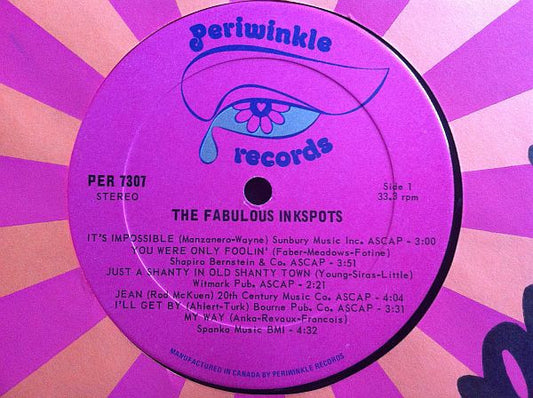 Periwinkle
records
PER 7307
STEREO
Side 1
33.3 rpm
THE FABULOUS INKSPOTS
IT'S IMPOSSIBLE (Manzanero-Wayne) Sunbury Music Inc. ASCAP - 3:00
YOU WERE ONLY FOOLIN' (Faber-Meadows-Fotine)
Shapiro Bernstein & Co. ASCAP - 3:51
JUST A SHANTY IN OLD SHANTY TOWN (Young-Siras-Little)
Witmark Pub. ASCAP - 2:21
JEAN (Rod McKuen) 20th Century Music Co. ASCAP - 4:04
I'LL GET BY (Ahlert-Turk) Bourne Pub. Co. ASCAP - 3:31
MY WAY (Anka-Revaux-Francois)
Spanka Music BMI - 4:32
MANUFACTURED IN CANADA BY PERIWINKLE RECORDS